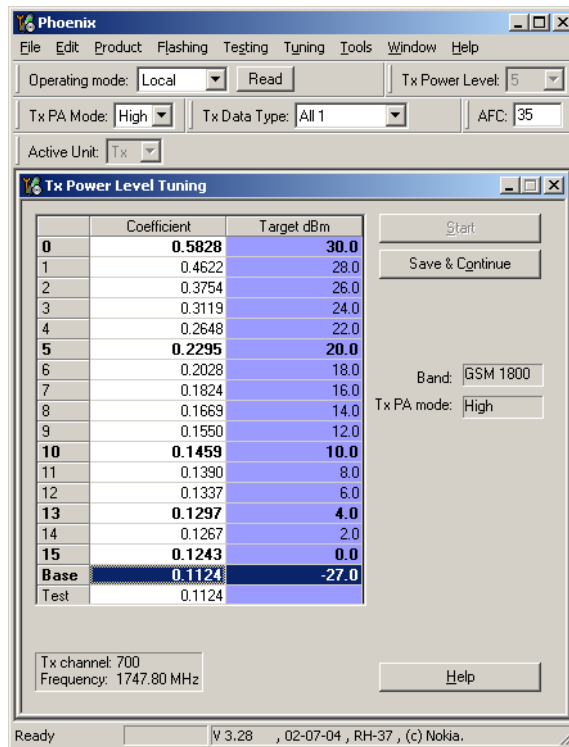 Phoenix
File Edit Product Flashing Testing Tuning Tools Window Help
Operating mode: Local Read Tx Power Level: 5
Tx PA Mode: High Tx Data Type: All 1 AFC: 35
Active Unit: Tx
Tx Power Level Tuning
Coefficient Target dBm
0 0.5828 30.0
1 0.4622 28.0
2 0.3754 26.0
3 0.3119 24.0
4 0.2648 22.0
5 0.2295 20.0
6 0.2028 18.0
7 0.1824 16.0
8 0.1669 14.0
9 0.1550 12.0
10 0.1459 10.0
11 0.1390 8.0
12 0.1337 6.0
13 0.1297 4.0
14 0.1267 2.0
15 0.1243 0.0
Base 0.1124 -27.0
Test 0.1124
Start
Save & Continue
Band: GSM 1800
Tx PA mode: High
Tx channel: 700
Frequency: 1747.80 MHz
Help
Ready V 3.28 , 02-07-04 , RH-37 , (c) Nokia.